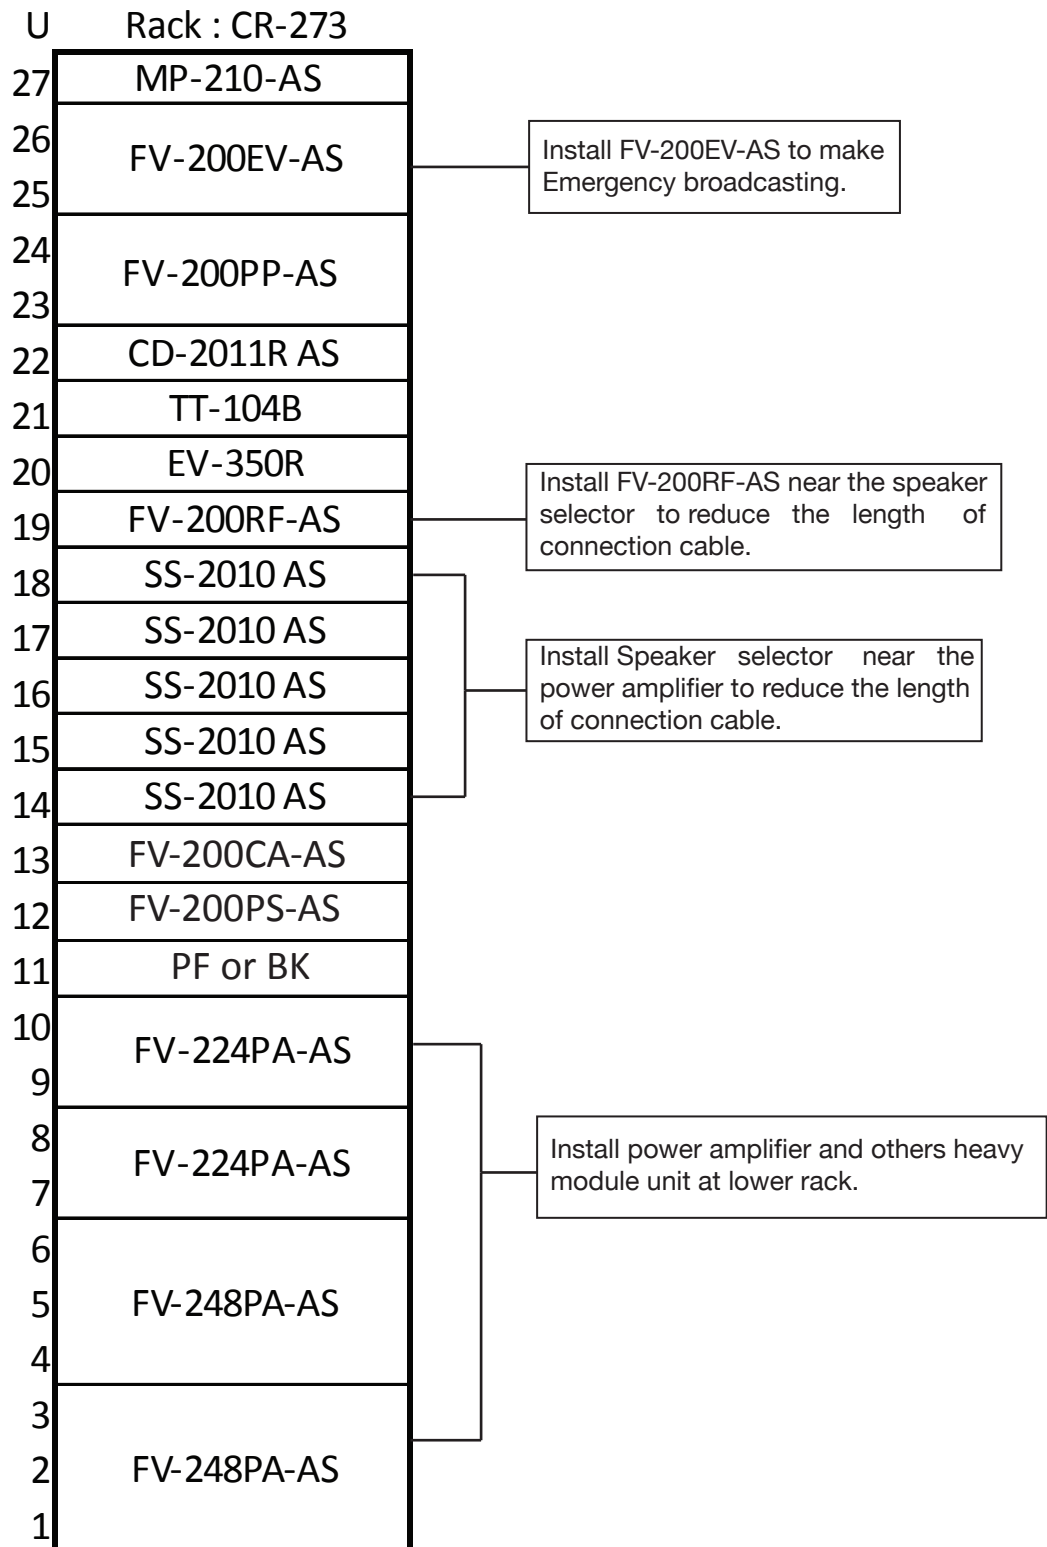 U Rack : CR-273
27 MP-210-AS
26
FV-200EV-AS
25
Install FV-200EV-AS to make
Emergency broadcasting.
24
FV-200PP-AS
23
22 CD-2011R AS
21 TT-104B
20 EV-350R
19 FV-200RF-AS
Install FV-200RF-AS near the speaker
selector to reduce the length of
connection cable.
18 SS-2010 AS
17 SS-2010 AS
16 SS-2010 AS
15 SS-2010 AS
14 SS-2010 AS
Install Speaker selector near the
power amplifier to reduce the length
of connection cable.
13 FV-200CA-AS
12 FV-200PS-AS
11 PF or BK
10
FV-224PA-AS
9
8
FV-224PA-AS
7
Install power amplifier and others heavy
module unit at lower rack.
6
5 FV-248PA-AS
4
3
2 FV-248PA-AS
1